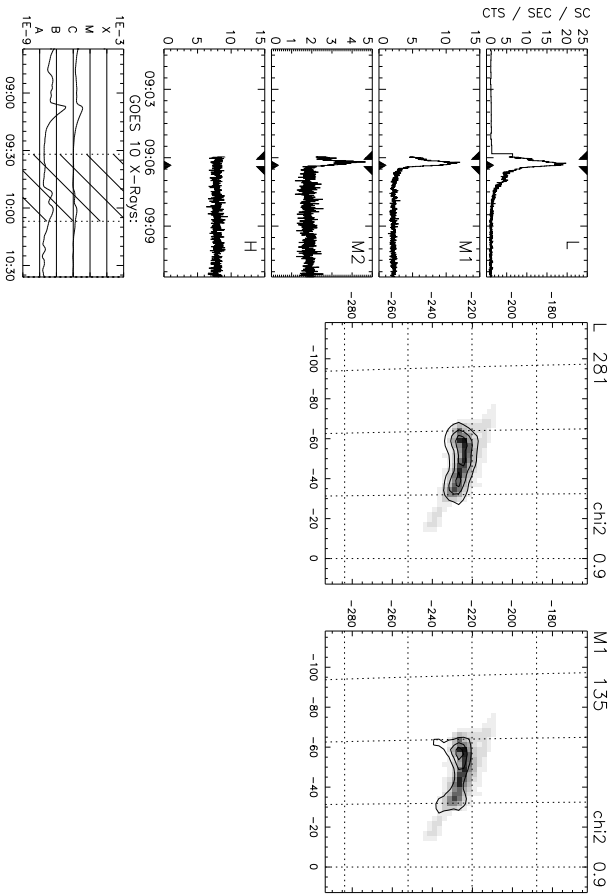 CTS / SEC / SC
0 5 10 15 20 25
L
0 5 10 15
M1
0 1 2 3 4 5
M2
0 5 10 15
H
09:03 09:06 09:09
GOES 10 X-Rays:
1E-9 A B C M X 1E-3
09:00 09:30 10:00 10:30
L 281 chi2 0.9
-280 -260 -240 -220 -200 -180
-100 -80 -60 -40 -20 0
M1 135 chi2 0.9
-280 -260 -240 -220 -200 -180
-100 -80 -60 -40 -20 0